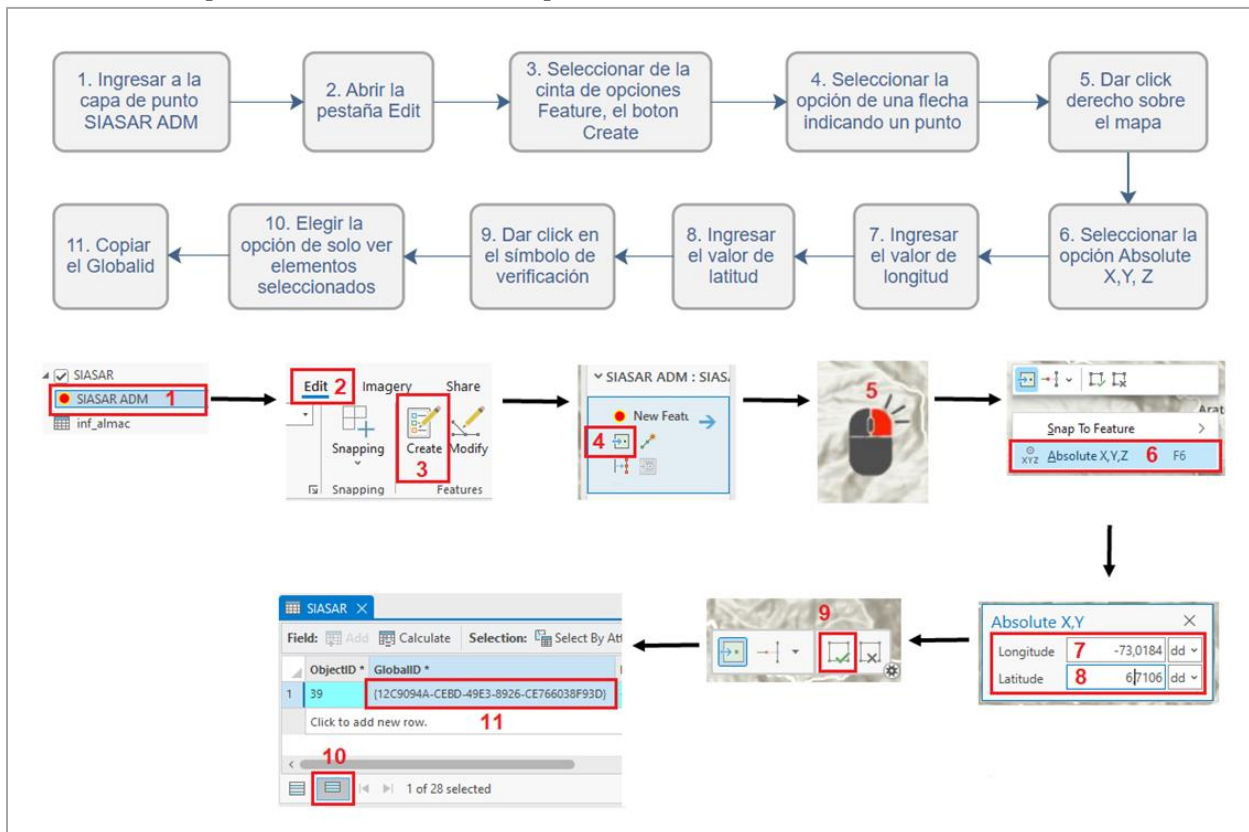 1. Ingresar a la
capa de punto
SIASAR ADM
2. Abrir la
pestaña Edit
3. Seleccionar de la
cinta de opciones
Feature, el boton
Create
4. Seleccionar la
opción de una flecha
indicando un punto
5. Dar click
derecho sobre
el mapa
6. Seleccionar la
opción Absolute
X,Y, Z
7. Ingresar
el valor de
longitud
8. Ingresar
el valor de
latitud
9. Dar click en
el símbolo de
verificación
10. Elegir la
opción de solo ver
elementos
seleccionados
11. Copiar
el Globalid
SIASAR
SIASAR ADM 1
inf_almac
Edit 2 Imagery Share
Snapping Create Modify
3
Snapping Features
SIASAR ADM : SIAS
New Featu
4
5
Arat
Snap To Feature
XYZ Absolute X,Y,Z 6 F6
Absolute X,Y
Longitude 7 -73,0184 dd
Latitude 8 6,7106 dd
9
SIASAR
Field: Add Calculate Selection: Select By Att
ObjectID * GlobalID *
1 39 {12C9094A-CEBD-49E3-8926-CE766038F93D}
Click to add new row. 11
10
1 of 28 selected